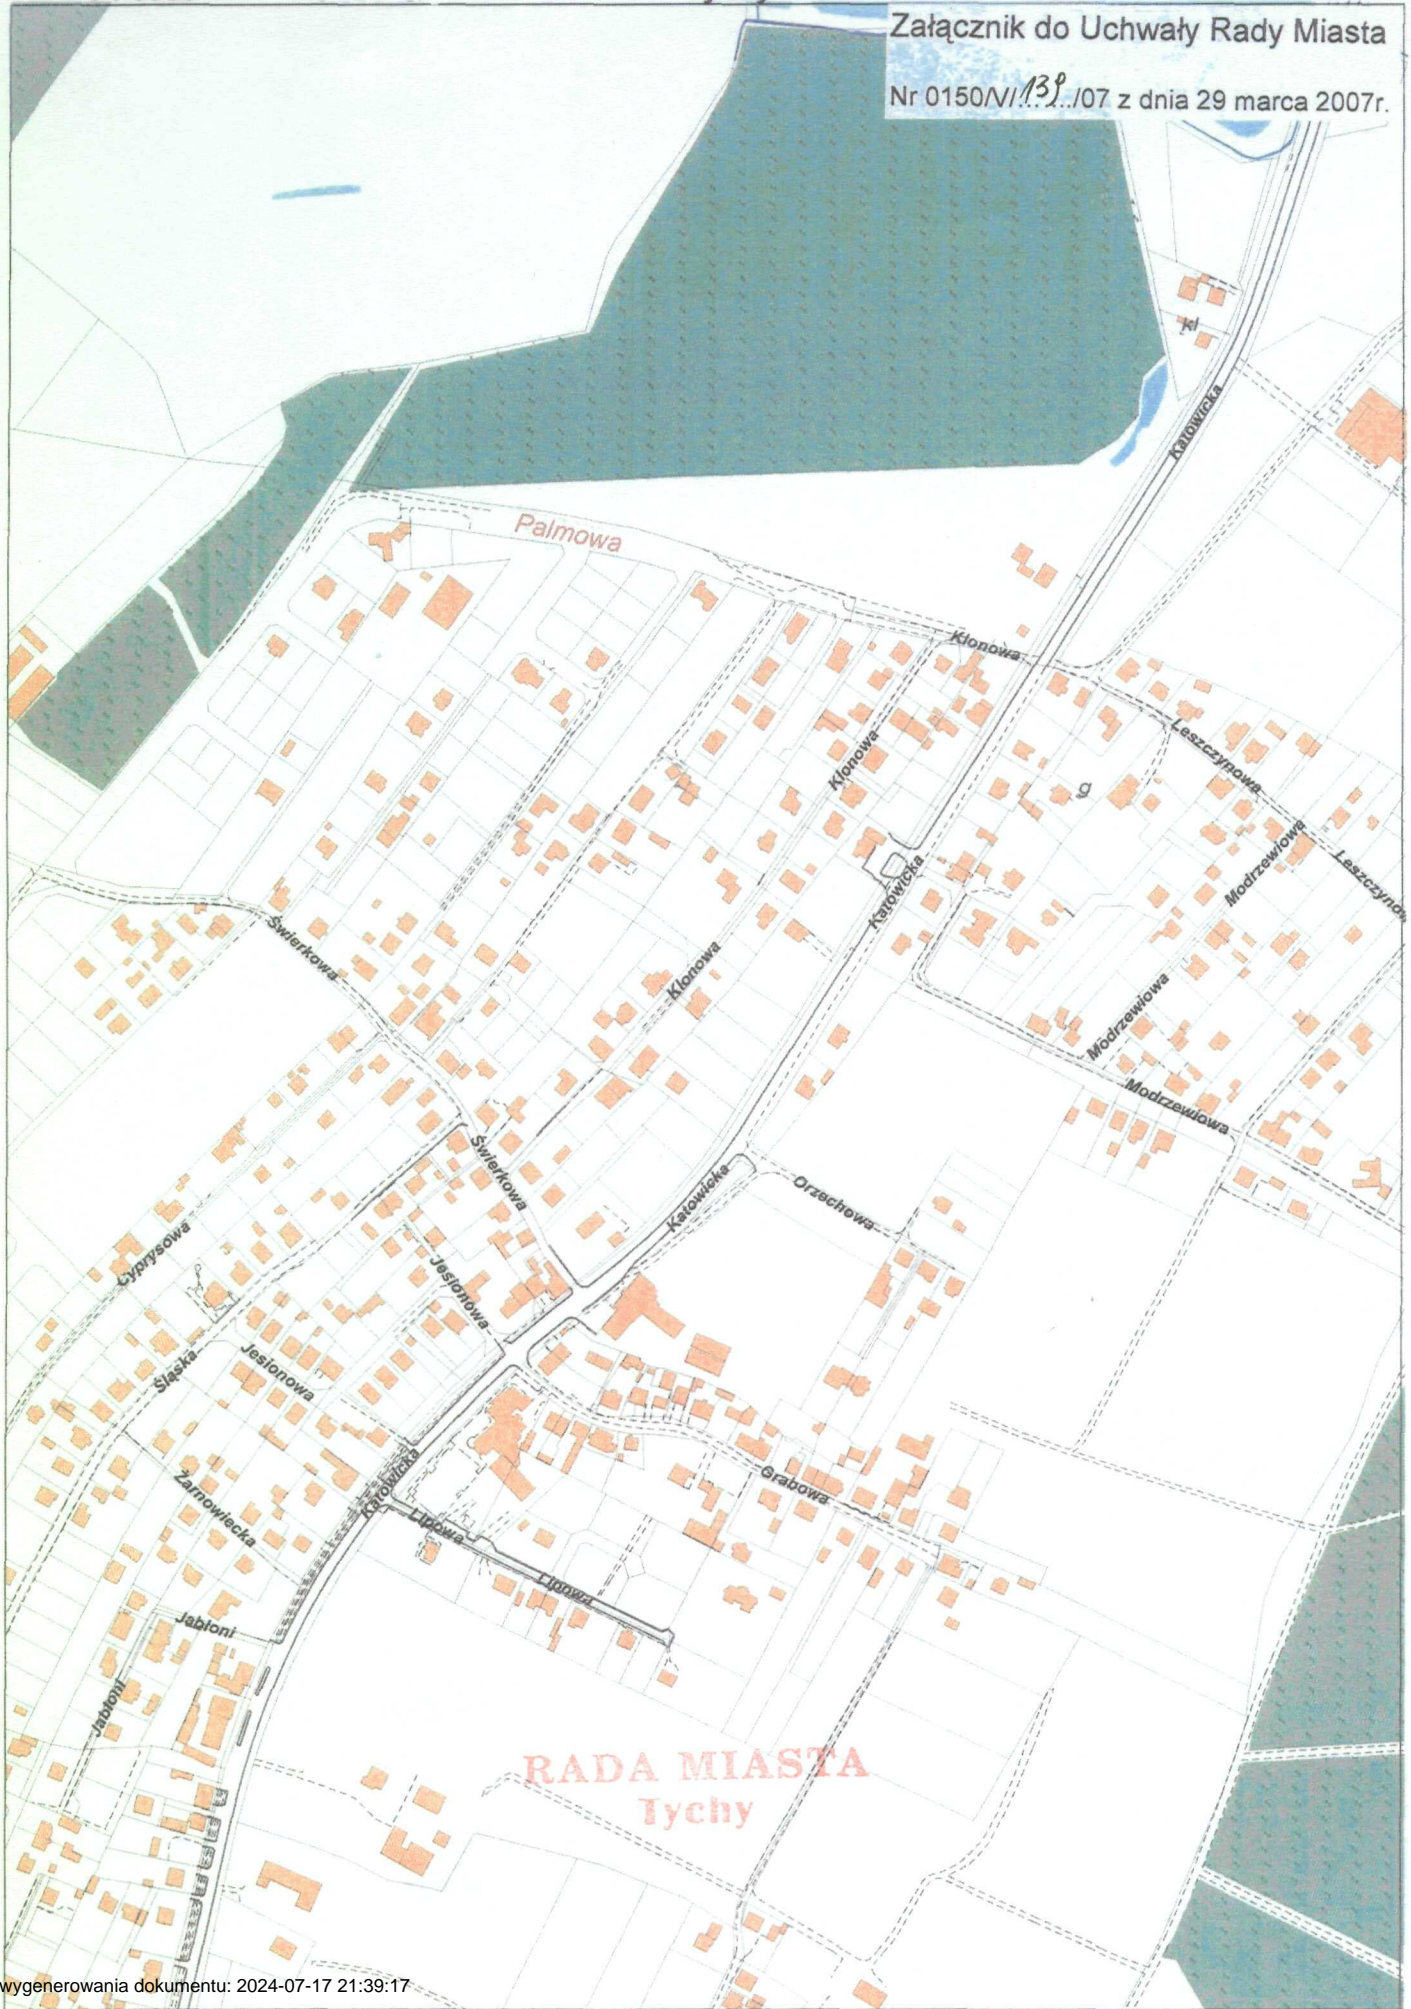 Załącznik do Uchwały Rady Miasta
Nr 0150/V/139/07 z dnia 29 marca 2007r.
kl
Katowicka
Palmowa
Klonowa
Leszczynowa
Klonowa
g
Modrzewiowa
Leszczynow
Katowicka
Świerkowa
Klonowa
Modrzewiowa
Modrzewiowa
Świerkowa
Katowicka
Orzechowa
Cyprysowa
Jesionowa
Śląska
Jesionowa
Katowicka
Grabowa
Żarnowiecka
Lipowa
Lipowa
Jabłoni
Jabłoni
RADA MIASTA
Tychy
wygenerowania dokumentu: 2024-07-17 21:39:17